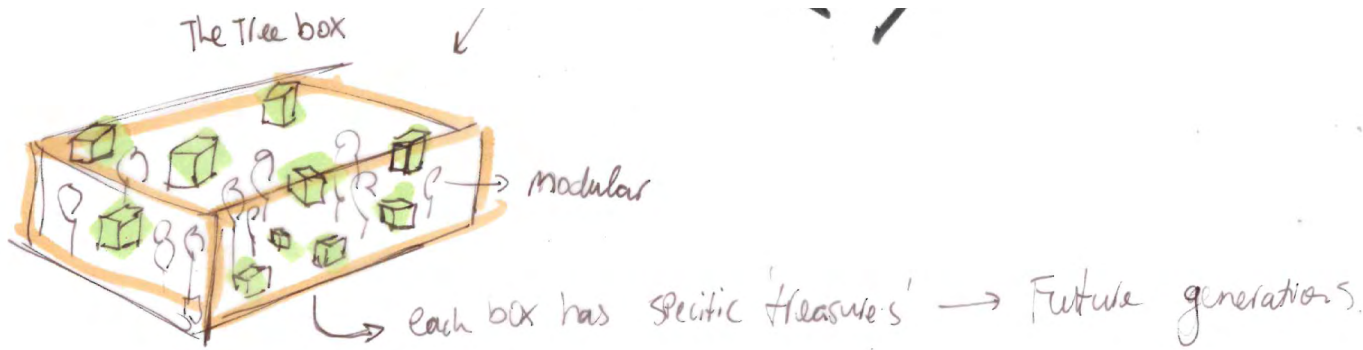 The Tree box
modular
each box has specific 'treasures' → Future generations.